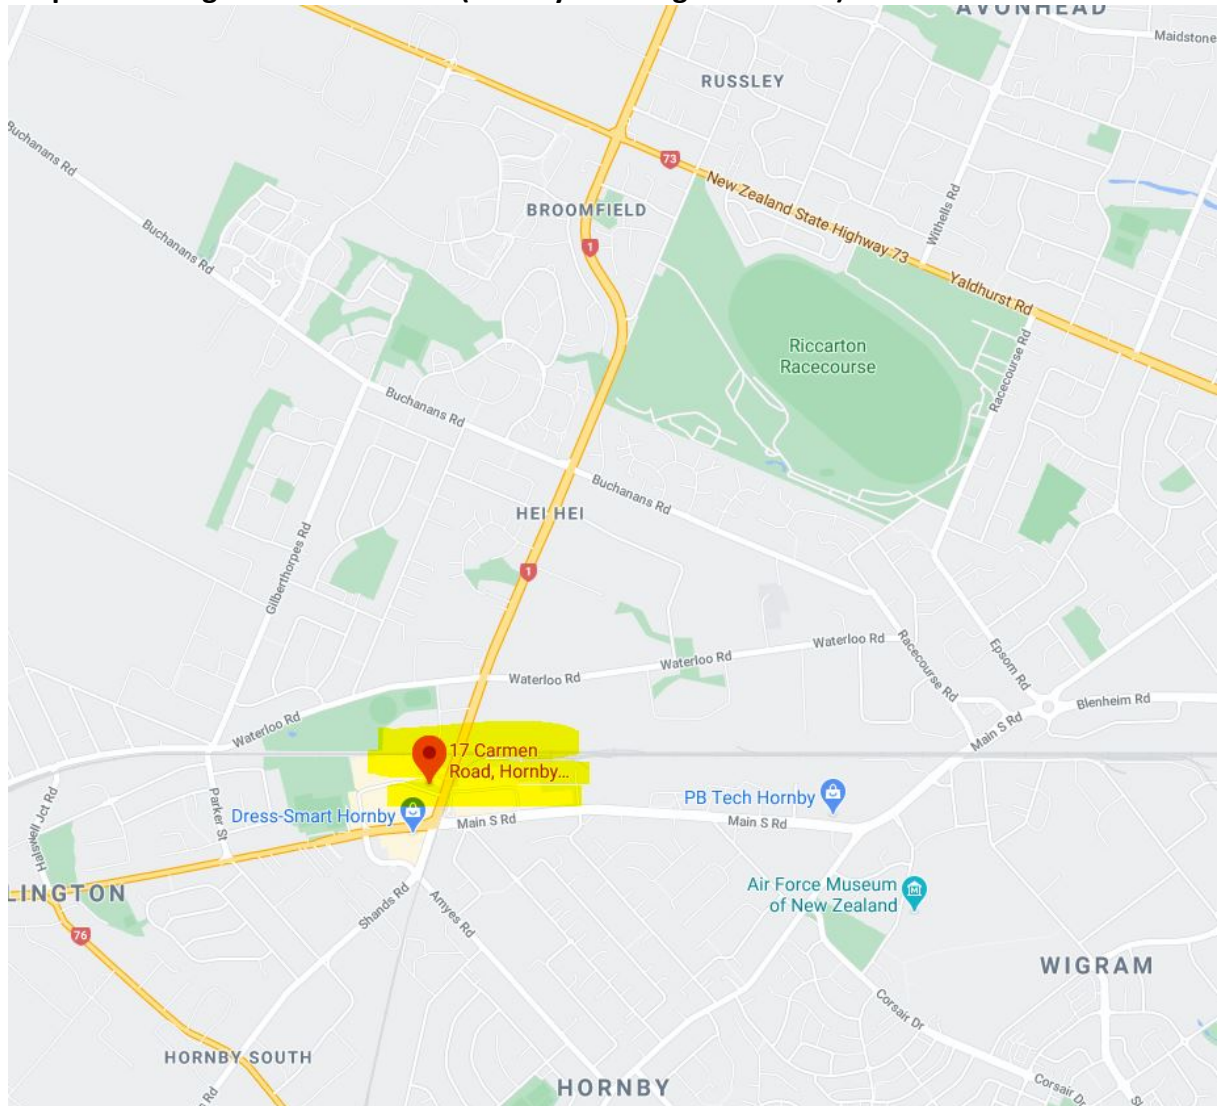 AVONHEAD
Maidstone
RUSSLEY
Buchanans Rd
73
New Zealand State Highway 73
Withells Rd
BROOMFIELD
1
Buchanans Rd
Yaldhurst Rd
Riccarton
Racecourse
Racecourse Rd
Buchanans Rd
Buchanans Rd
HEI HEI
Gilberthorpes Rd
1
Waterloo Rd
Racecourse Rd
Epsom Rd
Waterloo Rd
Waterloo Rd
Blenheim Rd
Waterloo Rd
Main S Rd
17 Carmen
Road, Hornby...
Halswell Jct Rd
Parker St
Dress-Smart Hornby
PB Tech Hornby
Main S Rd
Main S Rd
LINGTON
Shands Rd
Amyes Rd
Air Force Museum
of New Zealand
76
WIGRAM
Corsair Dr
HORNBY SOUTH
HORNBY
Corsair Dr